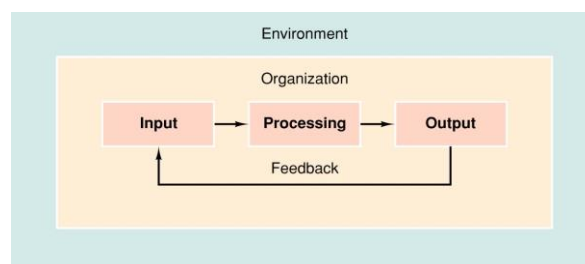 Environment
Organization
Input Processing Output
Feedback